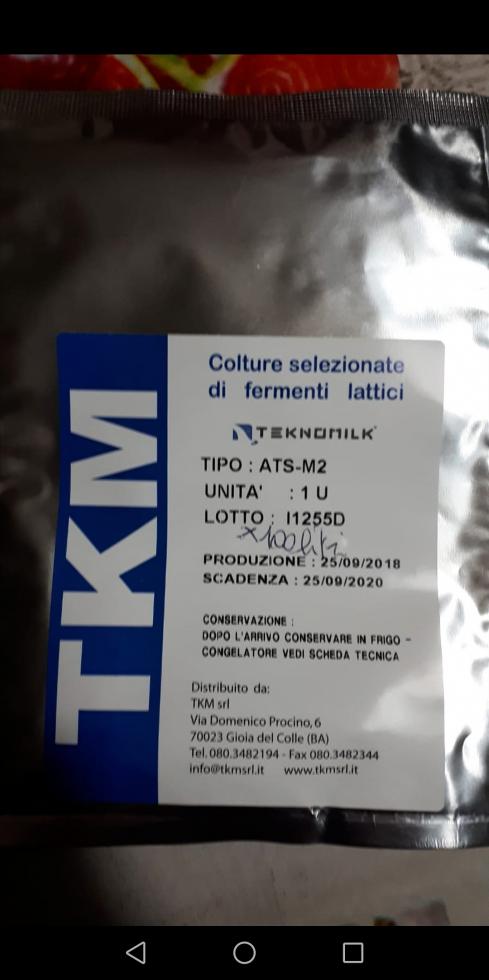 TKM
Colture selezionate
di fermenti lattici
TEKNOMILK
TIPO : ATS-M2
UNITA' : 1 U
LOTTO : I1255D
x 100 litri
PRODUZIONE : 25/09/2018
SCADENZA : 25/09/2020
CONSERVAZIONE :
DOPO L'ARRIVO CONSERVARE IN FRIGO -
CONGELATORE VEDI SCHEDA TECNICA
Distribuito da:
TKM srl
Via Domenico Procino, 6
70023 Gioia del Colle (BA)
Tel. 080.3482194 - Fax 080.3482344
info@tkmsrl.it www.tkmsrl.it